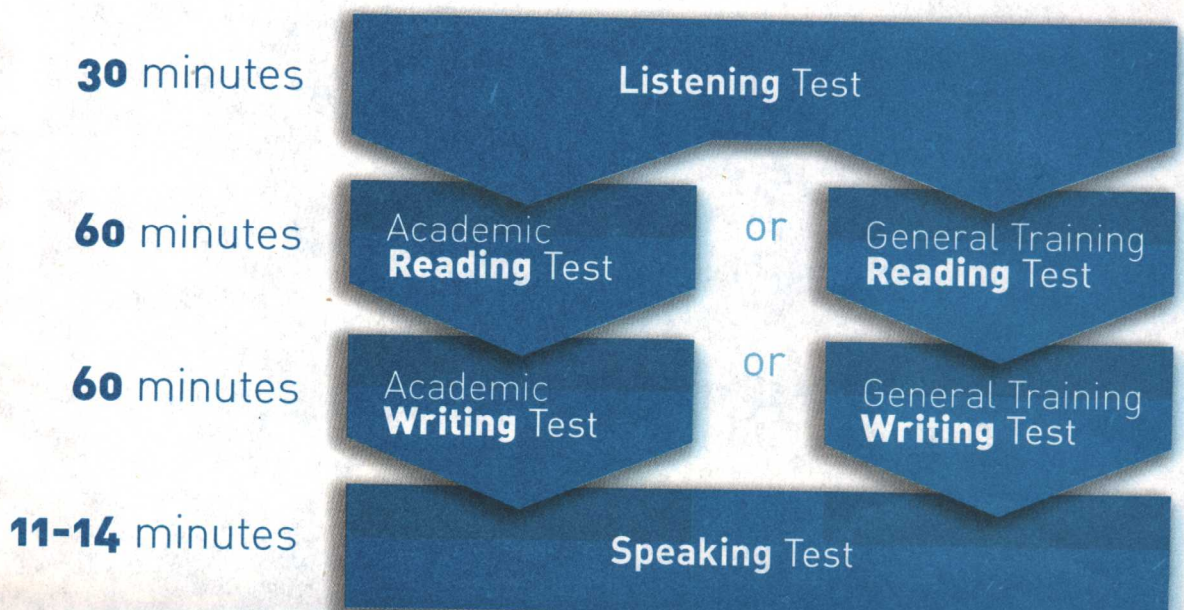 30 minutes
Listening Test
60 minutes
Academic
Reading Test
or
General Training
Reading Test
60 minutes
Academic
Writing Test
or
General Training
Writing Test
11-14 minutes
Speaking Test